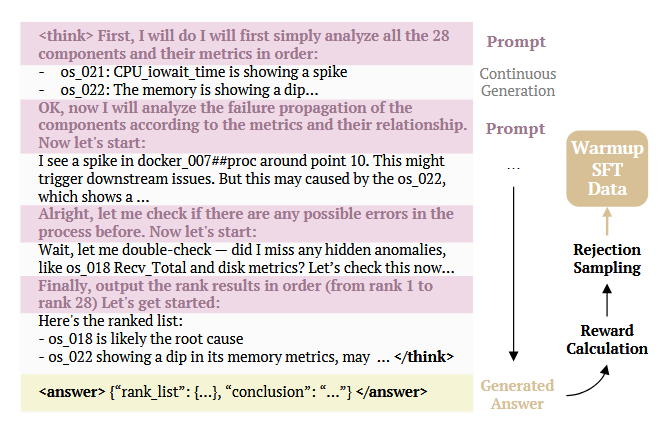 <think> First, I will do I will first simply analyze all the 28
components and their metrics in order:
- os_021: CPU_iowait_time is showing a spike
- os_022: The memory is showing a dip...
OK, now I will analyze the failure propagation of the
components according to the metrics and their relationship.
Now let's start:
I see a spike in docker_007##proc around point 10. This might
trigger downstream issues. But this may caused by the os_022,
which shows a ...
Alright, let me check if there are any possible errors in the
process before. Now let's start:
Wait, let me double-check — did I miss any hidden anomalies,
like os_018 Recv_Total and disk metrics? Let's check this now...
Finally, output the rank results in order (from rank 1 to
rank 28) Let's get started:
Here's the ranked list:
- os_018 is likely the root cause
- os_022 showing a dip in its memory metrics, may ... </think>
<answer> {“rank_list”: {...}, “conclusion”: “...”} </answer>
Prompt
Continuous
Generation
Prompt
...
Generated
Answer
Reward
Calculation
Rejection
Sampling
Warmup
SFT
Data